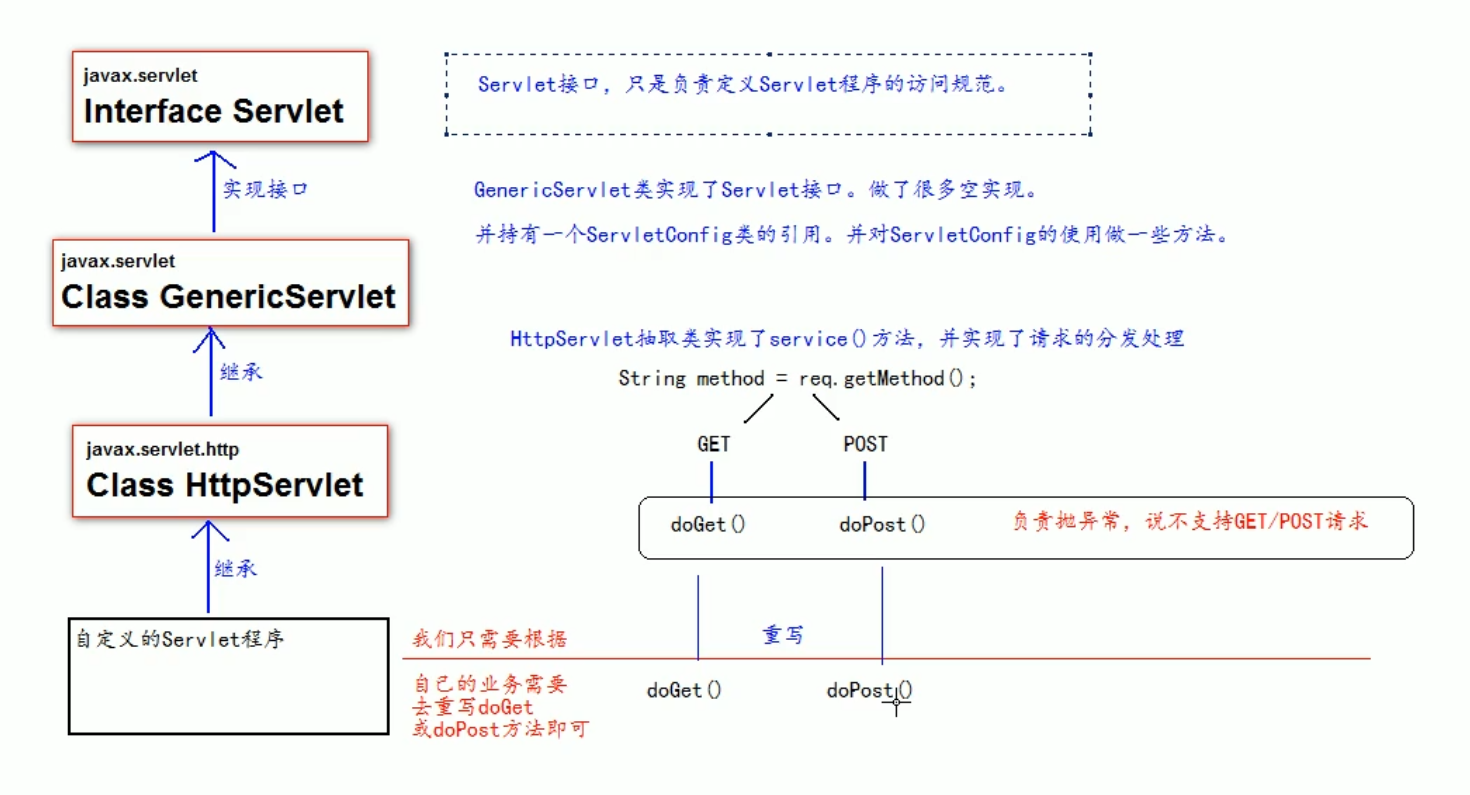 javax.servlet
Interface Servlet
Servlet接口，只是负责定义Servlet程序的访问规范。
实现接口
GenericServlet类实现了Servlet接口。做了很多空实现。
并持有一个ServletConfig类的引用。并对ServletConfig的使用做一些方法。
javax.servlet
Class GenericServlet
继承
HttpServlet抽取类实现了service()方法，并实现了请求的分发处理
String method = req.getMethod();
GET
POST
javax.servlet.http
Class HttpServlet
doGet()
doPost()
负责抛异常，说不支持GET/POST请求
继承
自定义的Servlet程序
我们只需要根据
重写
自己的业务需要
去重写doGet
或doPost方法即可
doGet()
doPost()